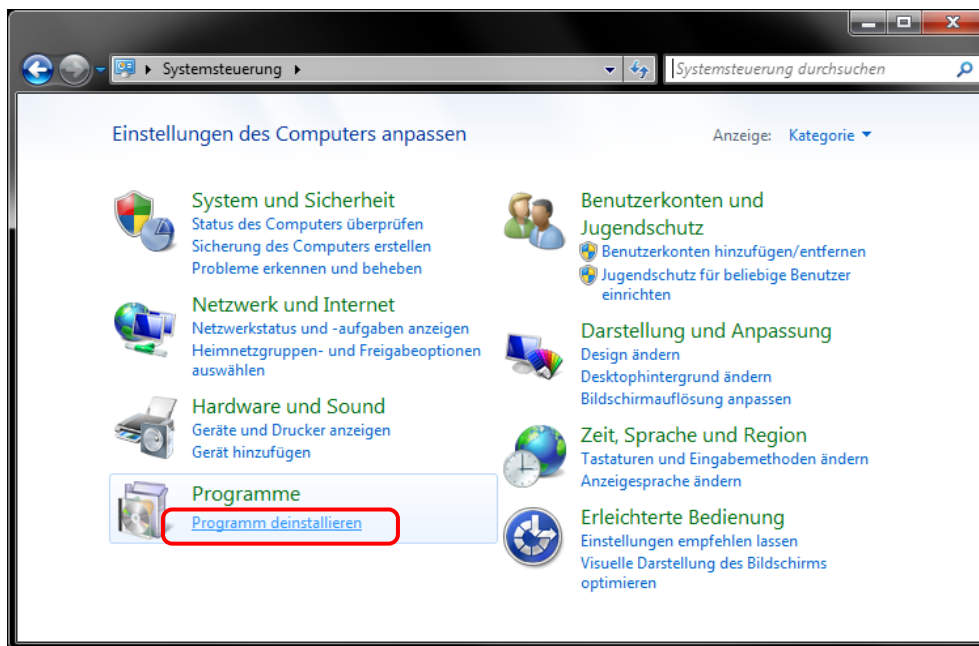 Systemsteuerung
Systemsteuerung durchsuchen
Einstellungen des Computers anpassen
Anzeige: Kategorie
System und Sicherheit
Status des Computers überprüfen
Sicherung des Computers erstellen
Probleme erkennen und beheben
Netzwerk und Internet
Netzwerkstatus und -aufgaben anzeigen
Heimnetzgruppen- und Freigabeoptionen
auswählen
Hardware und Sound
Geräte und Drucker anzeigen
Gerät hinzufügen
Programme
Programm deinstallieren
Benutzerkonten und
Jugendschutz
Benutzerkonten hinzufügen/entfernen
Jugendschutz für beliebige Benutzer
einrichten
Darstellung und Anpassung
Design ändern
Desktophintergrund ändern
Bildschirmauflösung anpassen
Zeit, Sprache und Region
Tastaturen und Eingabemethoden ändern
Anzeigesprache ändern
Erleichterte Bedienung
Einstellungen empfehlen lassen
Visuelle Darstellung des Bildschirms
optimieren